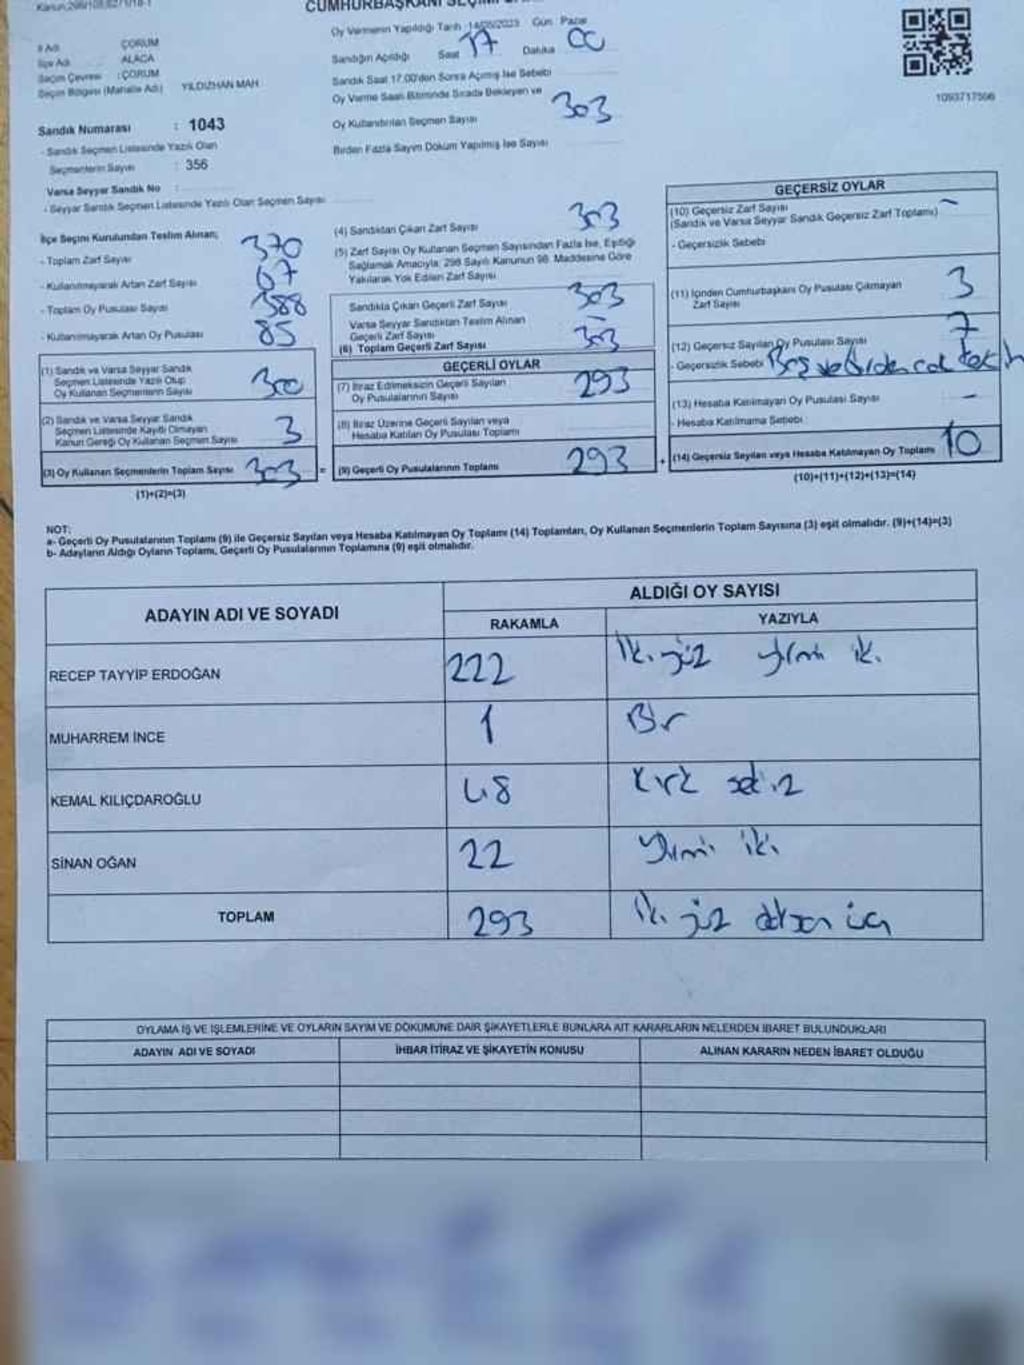 CUMHURBAŞKANI SEÇİMİ
Oy Vermenin Yapıldığı Tarih :14/05/2023 Gün : Pazar
Sandığın Açıldığı Saat 17 Dakika 00
Sandık Saat 17.00'den Sonra Açılmış İse Sebebi
Oy Verme Saati Bitiminde Sırada Bekleyen ve
Oy Kullandırılan Seçmen Sayısı 303
Birden Fazla Sayım Döküm Yapılmış İse Sayısı
1093717596
İl Adı : ÇORUM
İlçe Adı : ALACA
Seçim Çevresi : ÇORUM
Seçim Bölgesi (Mahalle Adı) YILDIZHAN MAH
Sandık Numarası : 1043
- Sandık Seçmen Listesinde Yazılı Olan
Seçmenlerin Sayısı : 356
Varsa Seyyar Sandık No :
- Seyyar Sandık Seçmen Listesinde Yazılı Olan Seçmen Sayısı
İlçe Seçim Kurulundan Teslim Alınan;
- Toplam Zarf Sayısı 370
- Kullanılmayarak Artan Zarf Sayısı 67
- Toplam Oy Pusulası Sayısı 388
- Kullanılmayarak Artan Oy Pusulası 85
(1) Sandık ve Varsa Seyyar Sandık
Seçmen Listesinde Yazılı Olup
Oy Kullanan Seçmenlerin Sayısı 300
(2) Sandık ve Varsa Seyyar Sandık
Seçmen Listesinde Kayıtlı Olmayan
Kanun Gereği Oy Kullanan Seçmen Sayısı 3
(3) Oy Kullanan Seçmenlerin Toplam Sayısı 303 =
(1)+(2)=(3)
(4) Sandıktan Çıkan Zarf Sayısı 303
(5) Zarf Sayısı Oy Kullanan Seçmen Sayısından Fazla İse, Eşitliği
Sağlamak Amacıyla; 298 Sayılı Kanunun 98. Maddesine Göre
Yakılarak Yok Edilen Zarf Sayısı
Sandıkta Çıkan Geçerli Zarf Sayısı 303
Varsa Seyyar Sandıktan Teslim Alınan
Geçerli Zarf Sayısı
(6) Toplam Geçerli Zarf Sayısı 303
GEÇERLİ OYLAR
(7) İtiraz Edilmeksizin Geçerli Sayılan
Oy Pusulalarının Sayısı 293
(8) İtiraz Üzerine Geçerli Sayılan veya
Hesaba Katılan Oy Pusulası Toplamı
(9) Geçerli Oy Pusulalarının Toplamı 293 +
GEÇERSİZ OYLAR
(10) Geçersiz Zarf Sayısı -
(Sandık ve Varsa Seyyar Sandık Geçersiz Zarf Toplamı)
- Geçersizlik Sebebi
(11) İçinden Cumhurbaşkanı Oy Pusulası Çıkmayan
Zarf Sayısı 3
(12) Geçersiz Sayılan Oy Pusulası Sayısı 7
- Geçersizlik Sebebi Boş ve Birden çok tercih
(13) Hesaba Katılmayan Oy Pusulası Sayısı -
- Hesaba Katılmama Sebebi
(14) Geçersiz Sayılan veya Hesaba Katılmayan Oy Toplamı 10
(10)+(11)+(12)+(13)=(14)
NOT:
a- Geçerli Oy Pusulalarının Toplamı (9) ile Geçersiz Sayılan veya Hesaba Katılmayan Oy Toplamı (14) Toplamları, Oy Kullanan Seçmenlerin Toplam Sayısına (3) eşit olmalıdır. (9)+(14)=(3)
b- Adayların Aldığı Oyların Toplamı, Geçerli Oy Pusulalarının Toplamına (9) eşit olmalıdır.
ADAYIN ADI VE SOYADI
ALDIĞI OY SAYISI
RAKAMLA YAZIYLA
RECEP TAYYİP ERDOĞAN 222 İki yüz yirmi iki
MUHARREM İNCE 1 Bir
KEMAL KILIÇDAROĞLU 48 Kırk sekiz
SİNAN OĞAN 22 Yirmi iki
TOPLAM 293 İki yüz doksan üç
OYLAMA İŞ VE İŞLEMLERİNE VE OYLARIN SAYIM VE DÖKÜMÜNE DAİR ŞİKAYETLERLE BUNLARA AİT KARARLARIN NELERDEN İBARET BULUNDUKLARI
ADAYIN ADI VE SOYADI İHBAR İTİRAZ VE ŞİKAYETİN KONUSU ALINAN KARARIN NEDEN İBARET OLDUĞU